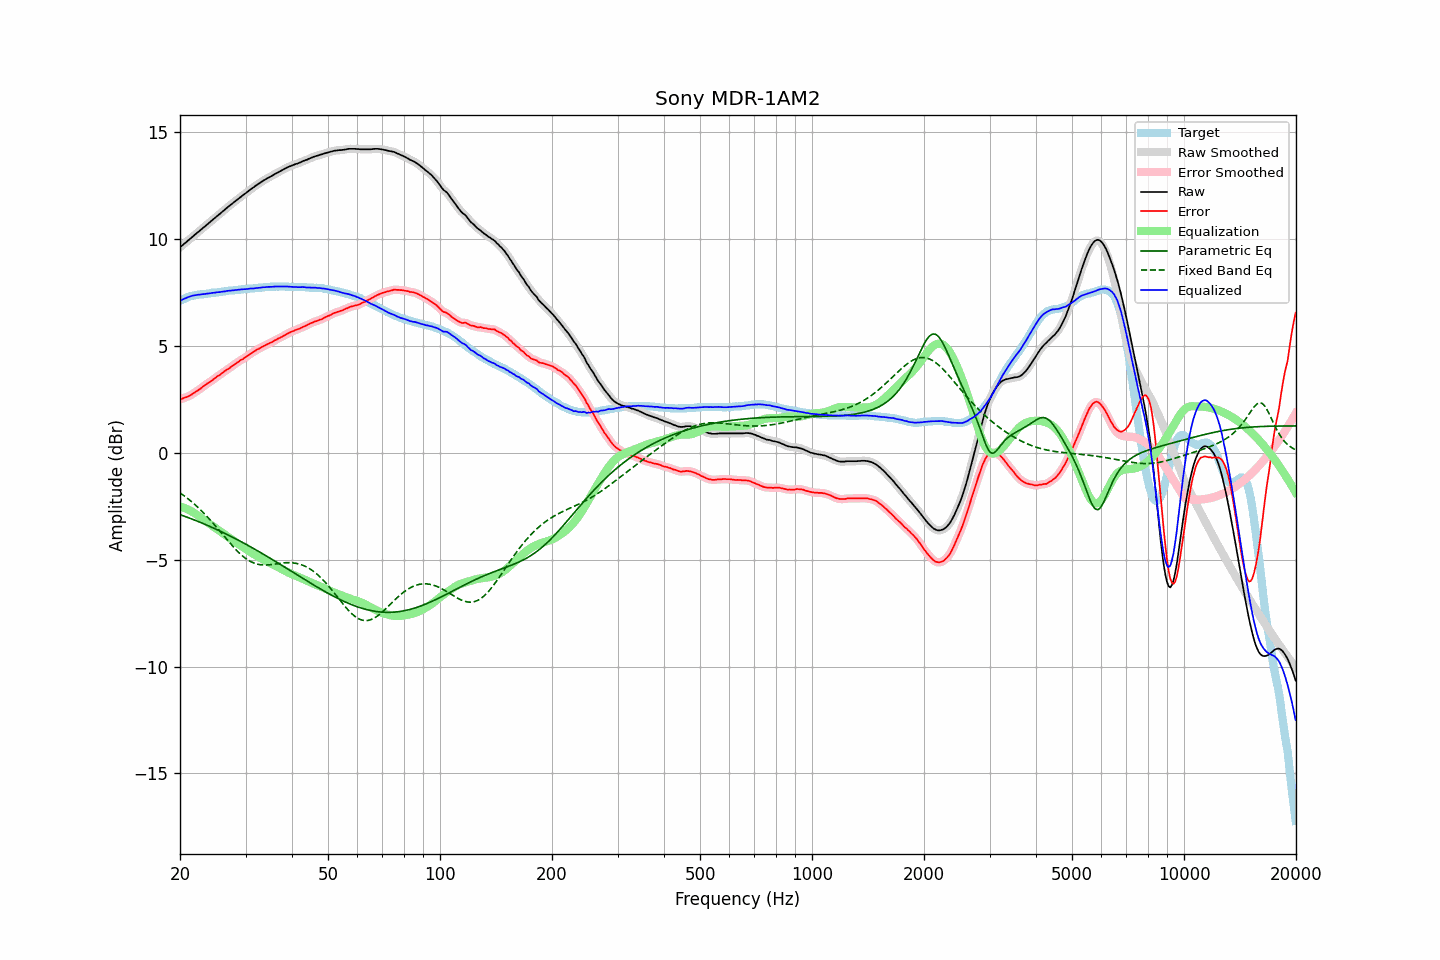 Sony MDR-1AM2
Target
Raw Smoothed
Error Smoothed
Raw
Error
Equalization
Parametric Eq
Fixed Band Eq
Equalized
15
10
5
0
−5
−10
−15
Amplitude (dBr)
20 50 100 200 500 1000 2000 5000 10000 20000
Frequency (Hz)